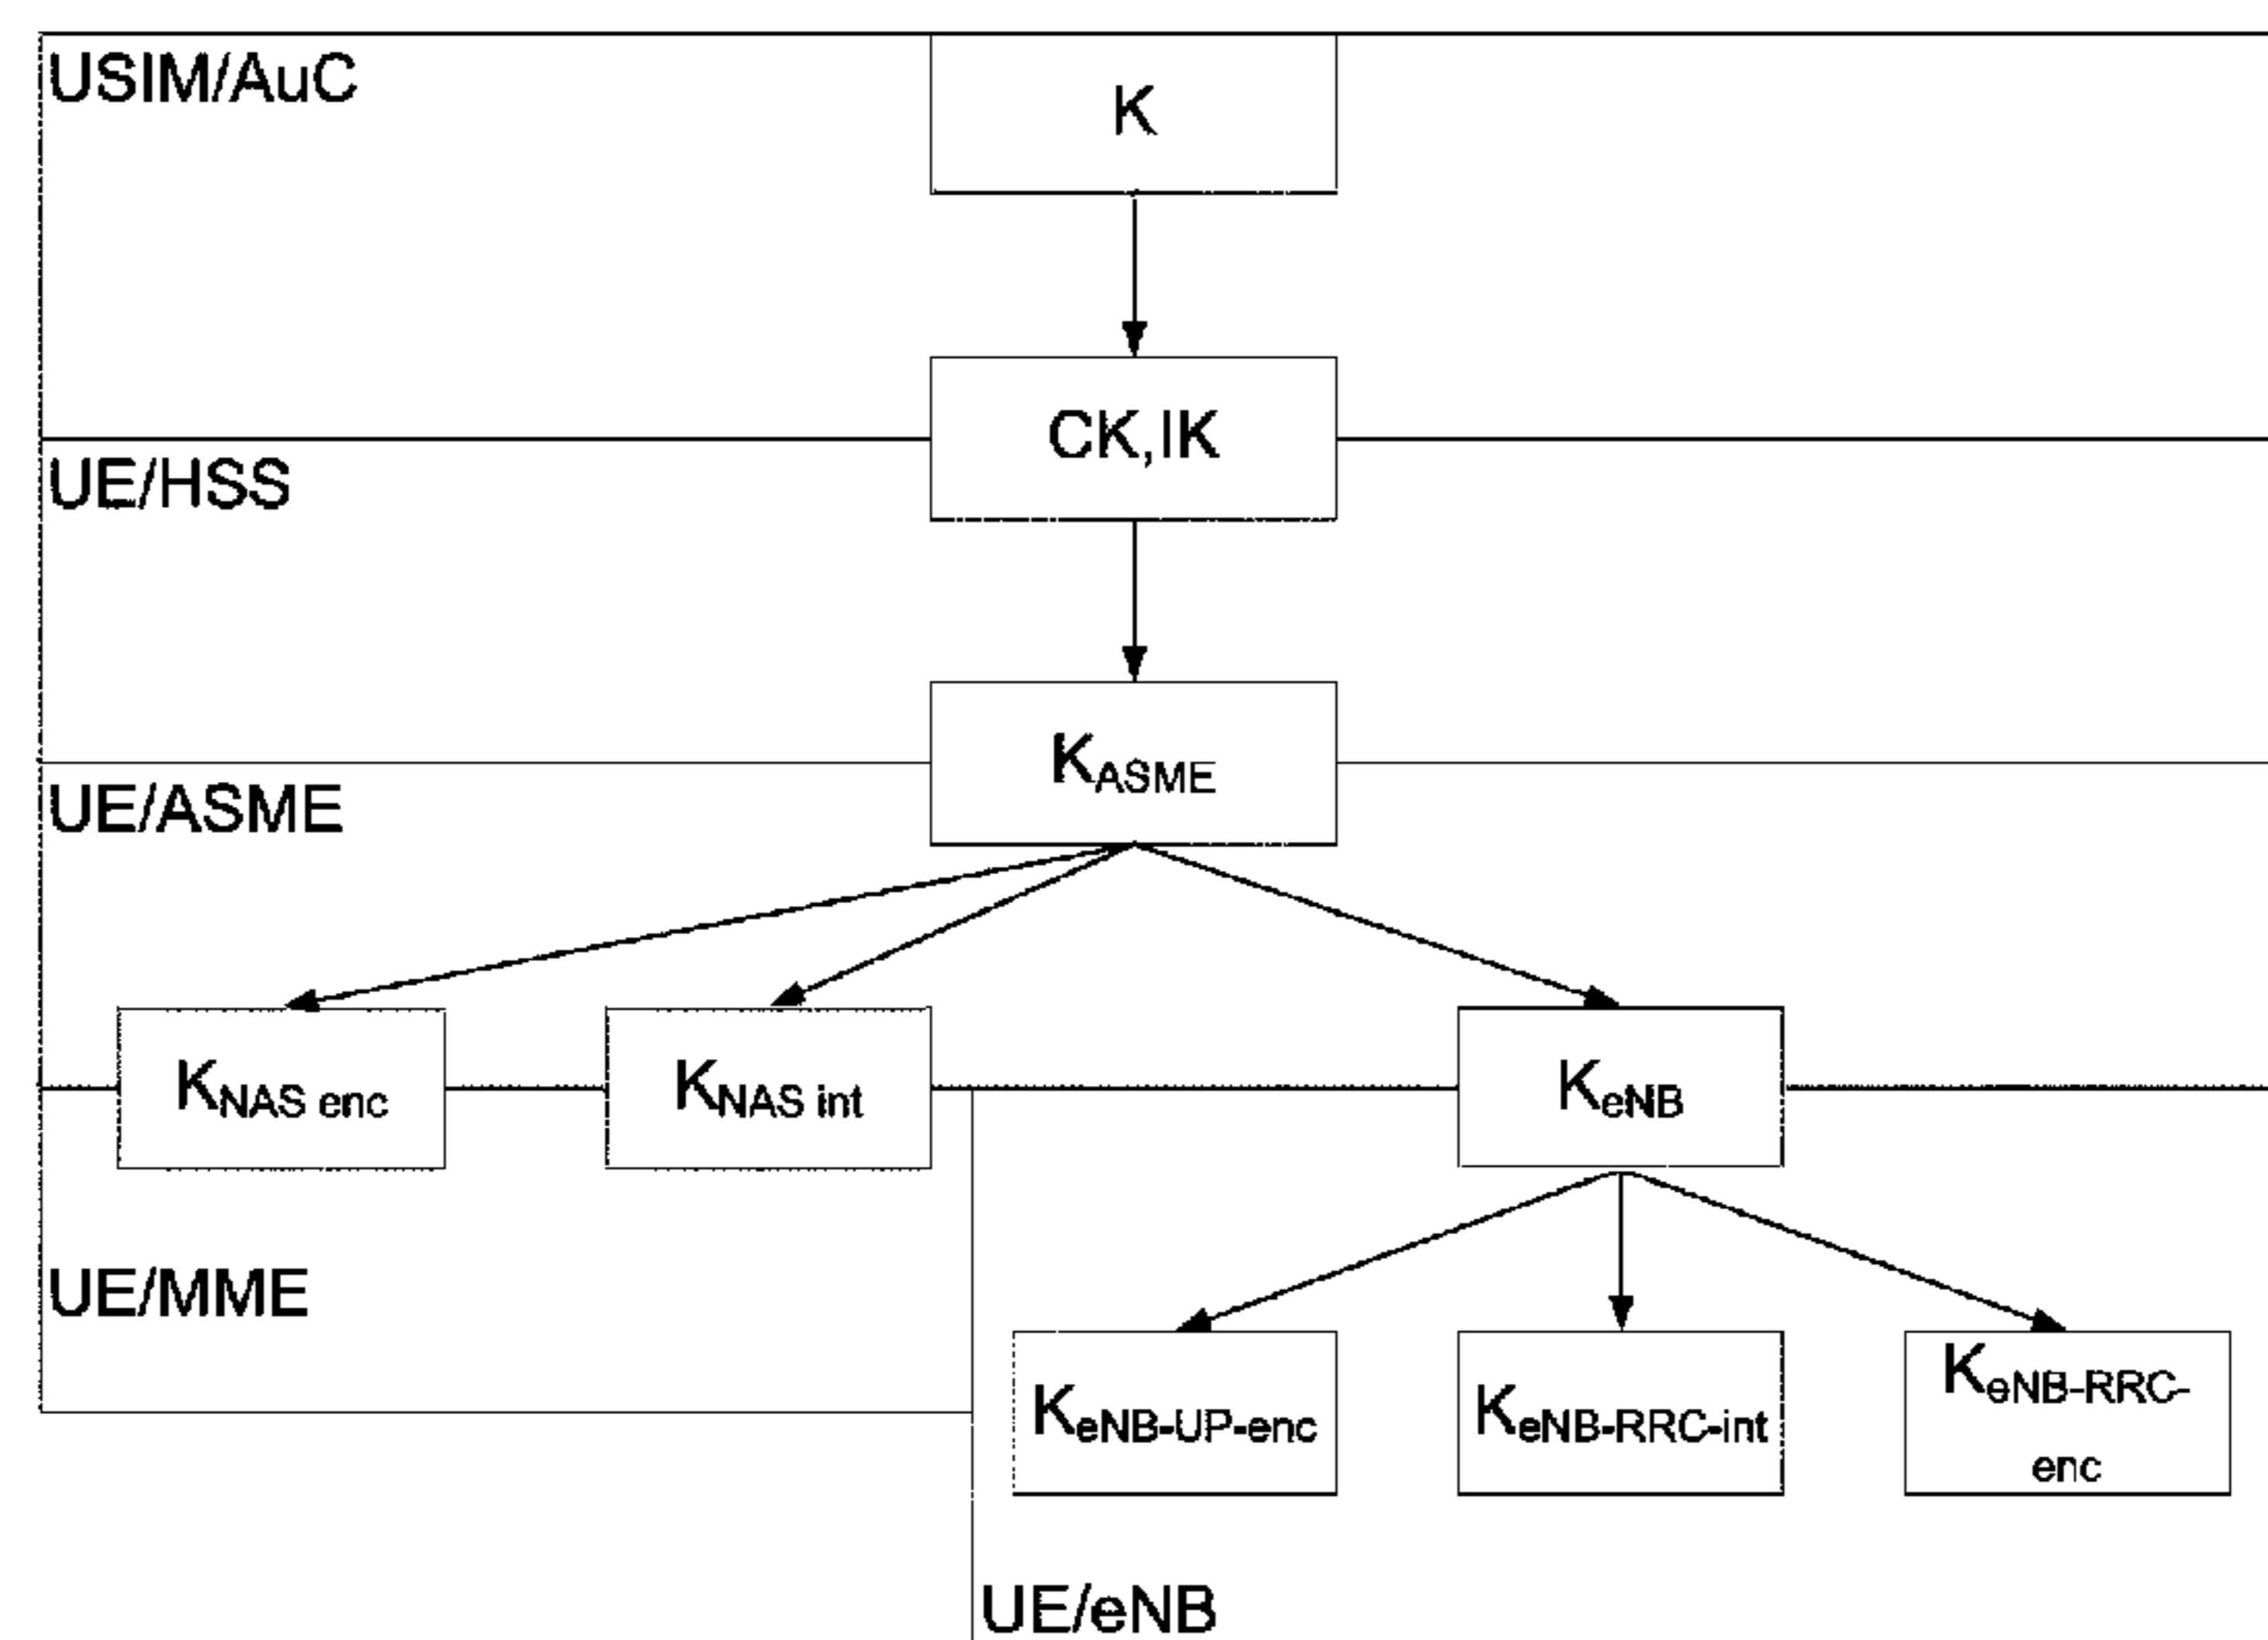 USIM/AuC
K
CK,IK
UE/HSS
KASME
UE/ASME
KNAS enc
KNAS int
KeNB
UE/MME
KeNB-UP-enc
KeNB-RRC-int
KeNB-RRC-
enc
UE/eNB